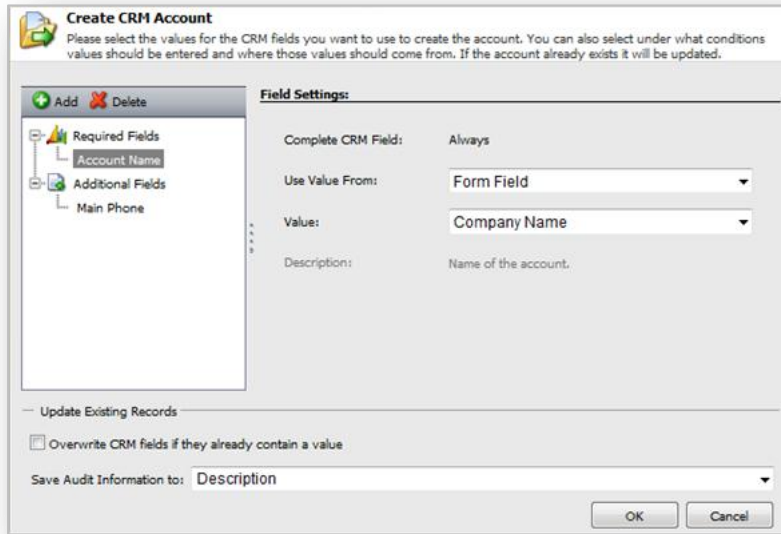 Create CRM Account
Please select the values for the CRM fields you want to use to create the account. You can also select under what conditions
values should be entered and where those values should come from. If the account already exists it will be updated.
Add Delete
Required Fields
Account Name
Additional Fields
Main Phone
Field Settings:
Complete CRM Field: Always
Use Value From: Form Field
Value: Company Name
Description: Name of the account.
Update Existing Records
Overwrite CRM fields if they already contain a value
Save Audit Information to: Description
OK Cancel